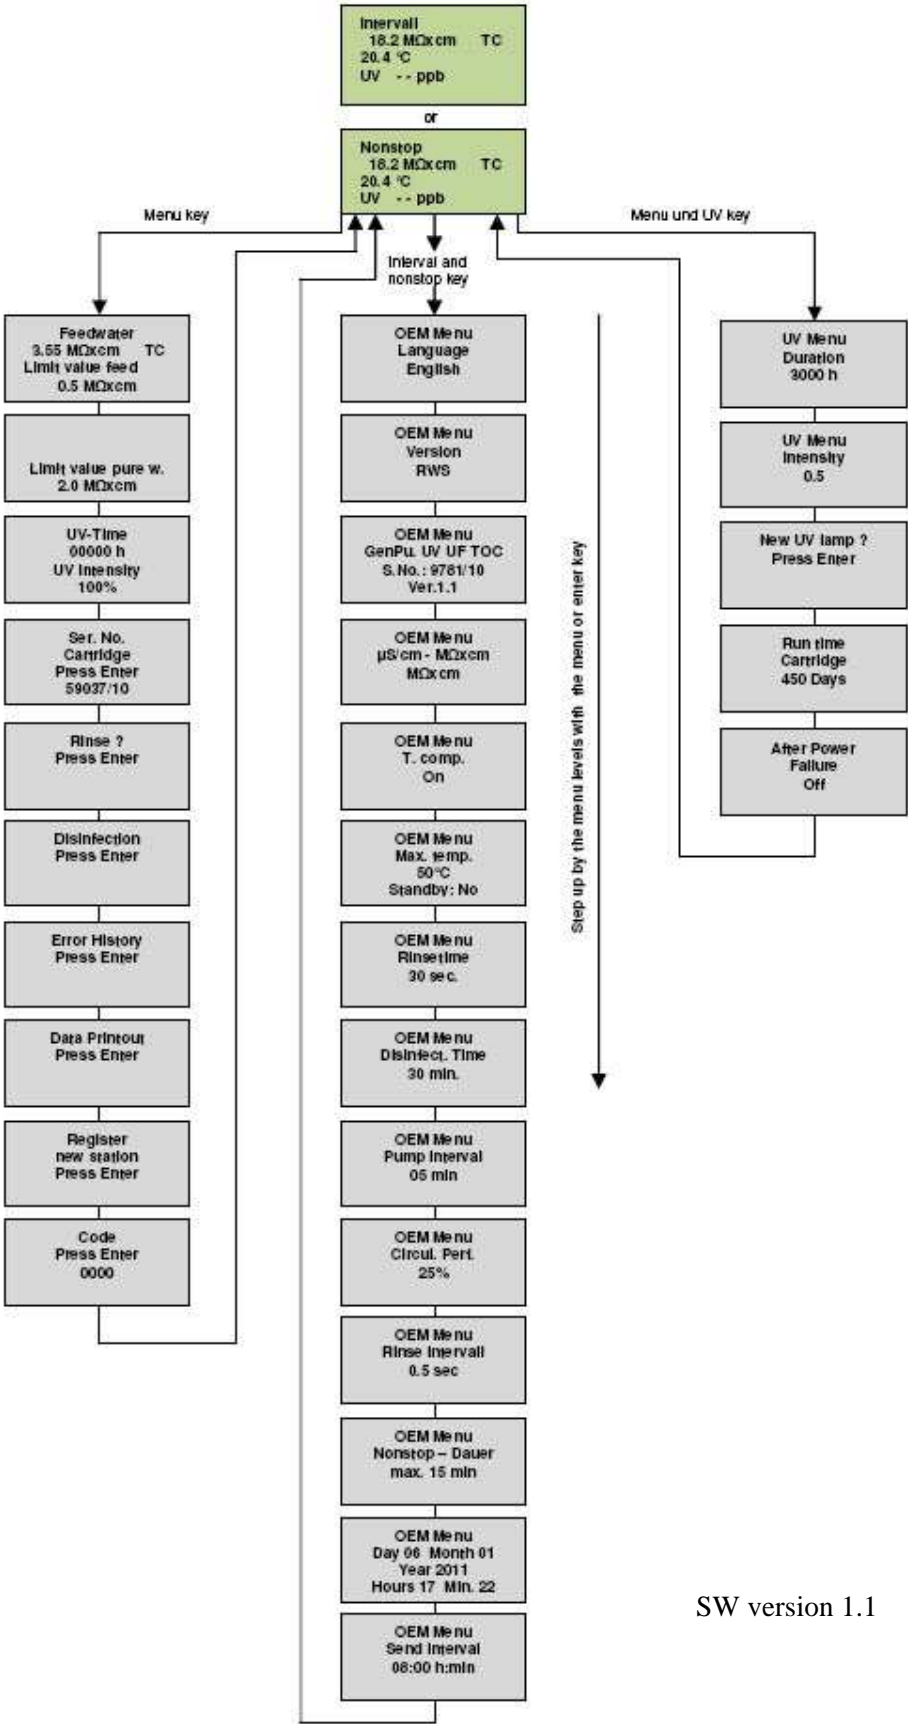 Intervall
18.2 MΩxcm TC
20.4 °C
UV - - ppb
or
Nonstop
18.2 MΩxcm TC
20.4 °C
UV - - ppb
Menu key
Interval and
nonstop key
Menu und UV key
Feedwater
3.55 MΩxcm TC
Limit value feed
0.5 MΩxcm
Limit value pure w.
2.0 MΩxcm
UV-Time
00000 h
UV Intensity
100%
Ser. No.
Cartridge
Press Enter
59037/10
Rinse ?
Press Enter
Disinfection
Press Enter
Error History
Press Enter
Data Printout
Press Enter
Register
new station
Press Enter
Code
Press Enter
0000
OEM Menu
Language
English
OEM Menu
Version
RWS
OEM Menu
GenPu. UV UF TOC
S.No.: 9781/10
Ver.1.1
OEM Menu
µS/cm - MΩxcm
MΩxcm
OEM Menu
T. comp.
On
OEM Menu
Max. temp.
50°C
Standby: No
OEM Menu
Rinsetime
30 sec.
OEM Menu
Disinfect. Time
30 min.
OEM Menu
Pump Interval
05 min
OEM Menu
Circul. Perf.
25%
OEM Menu
Rinse Intervall
0.5 sec
OEM Menu
Nonstop – Dauer
max. 15 min
OEM Menu
Day 06 Month 01
Year 2011
Hours 17 Min. 22
OEM Menu
Send Interval
08:00 h:min
Step up by the menu levels with the menu or enter key
UV Menu
Duration
3000 h
UV Menu
Intensity
0.5
New UV lamp ?
Press Enter
Run time
Cartridge
450 Days
After Power
Failure
Off
SW version 1.1